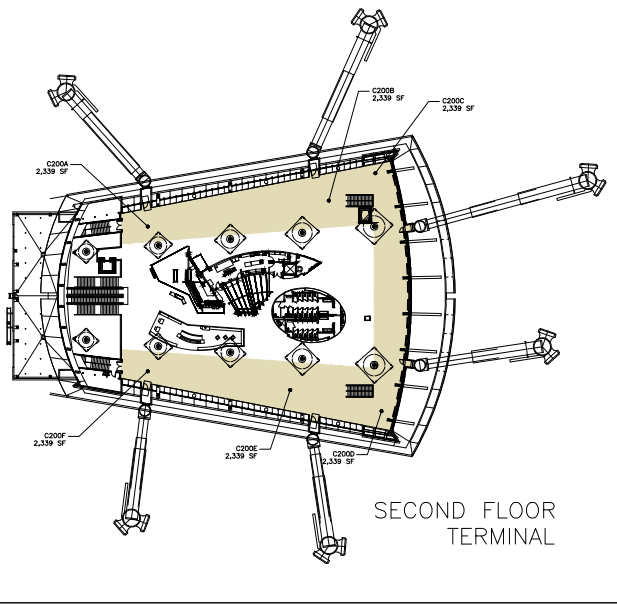 C200B
2,339 SF
C200C
2,339 SF
C200A
2,339 SF
C200F
2,339 SF
C200E
2,339 SF
C200D
2,339 SF
SECOND FLOOR
TERMINAL